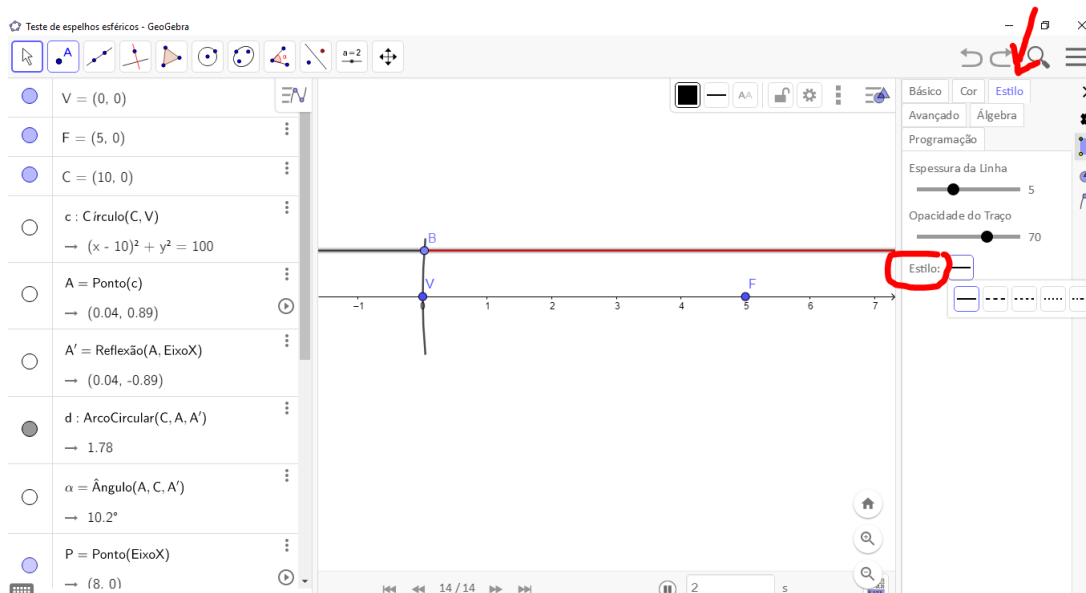 Teste de espelhos esféricos - GeoGebra
A
a=2
V = (0, 0)
F = (5, 0)
C = (10, 0)
c : Círculo(C, V)
→ (x - 10)² + y² = 100
A = Ponto(c)
→ (0.04, 0.89)
A′ = Reflexão(A, EixoX)
→ (0.04, -0.89)
d : ArcoCircular(C, A, A′)
→ 1.78
α = Ângulo(A, C, A′)
→ 10.2°
P = Ponto(EixoX)
→ (8, 0)
AA
B
V
F
-1 0 1 2 3 4 5 6 7
14 / 14
2 s
Básico Cor Estilo
Avançado Álgebra
Programação
Espessura da Linha
5
Opacidade do Traço
70
Estilo: